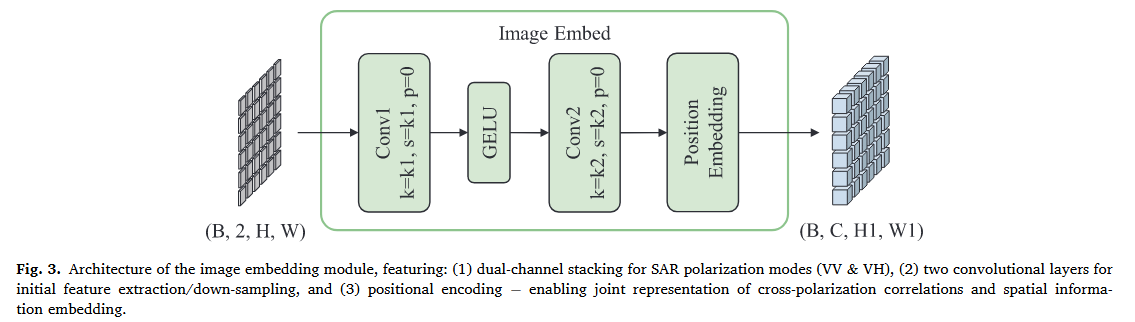 Image Embed
Conv1
k=k1, s=k1, p=0
GELU
Conv2
k=k2, s=k2, p=0
Position
Embedding
(B, 2, H, W)
(B, C, H1, W1)
Fig. 3. Architecture of the image embedding module, featuring: (1) dual-channel stacking for SAR polarization modes (VV & VH), (2) two convolutional layers for
initial feature extraction/down-sampling, and (3) positional encoding − enabling joint representation of cross-polarization correlations and spatial informa-
tion embedding.